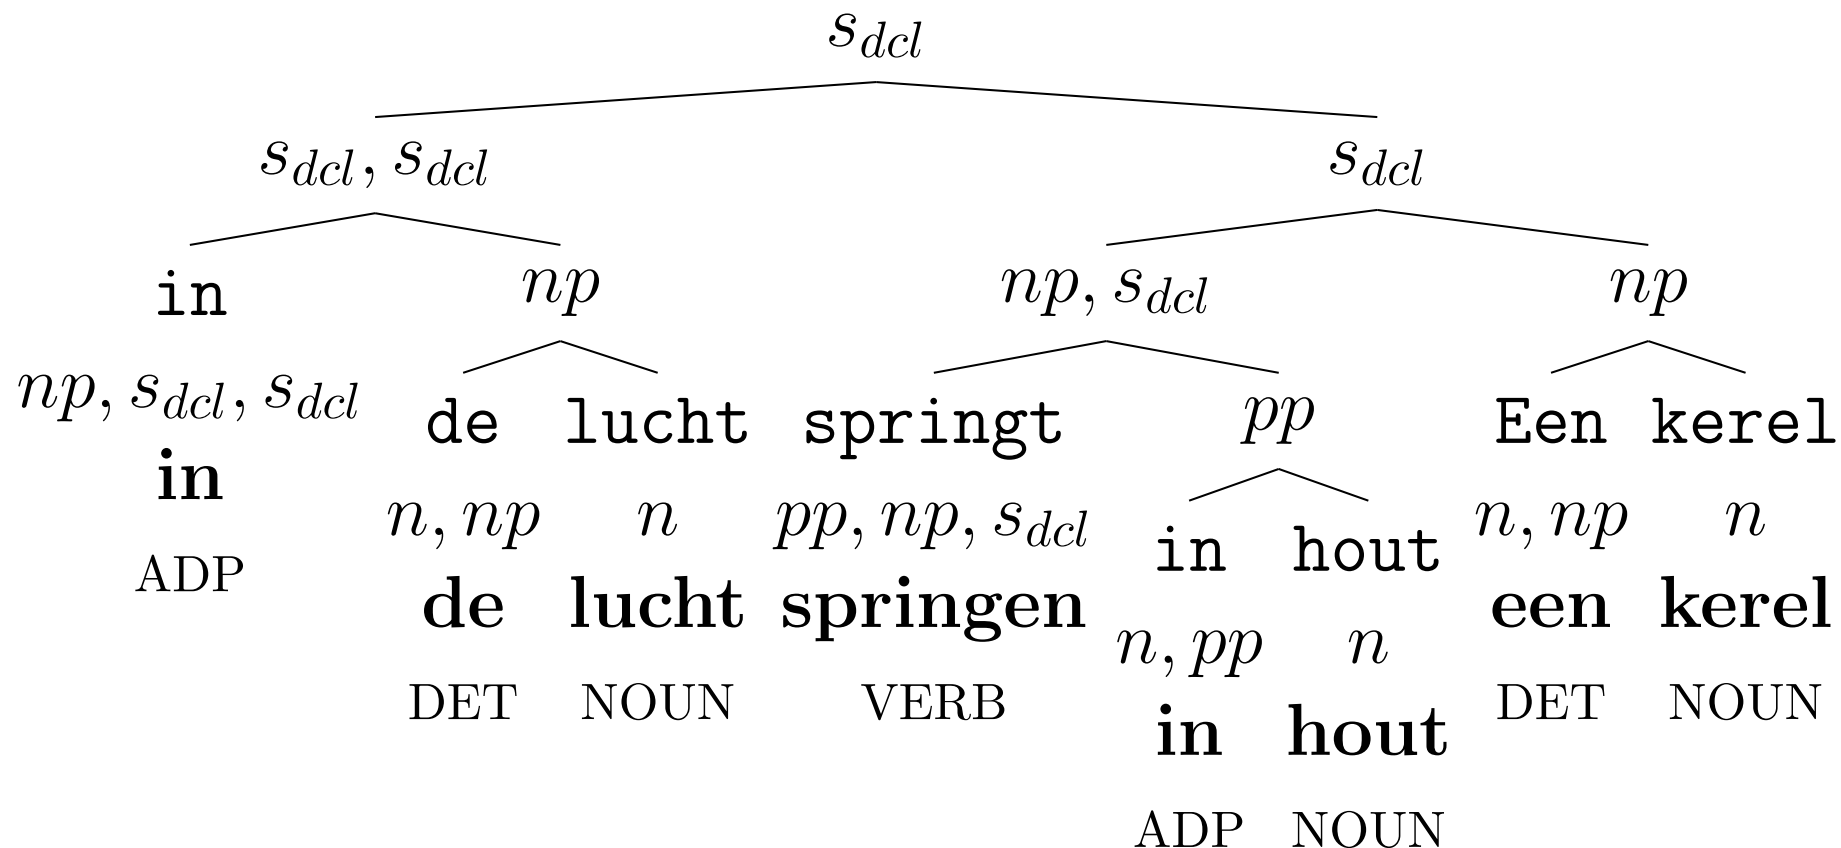 s_dcl
s_dcl, s_dcl s_dcl
in np np, s_dcl np
np, s_dcl, s_dcl de lucht springt pp Een kerel
in n, np n pp, np, s_dcl in hout n, np n
ADP de lucht springen n, pp n een kerel
DET NOUN VERB in hout DET NOUN
ADP NOUN